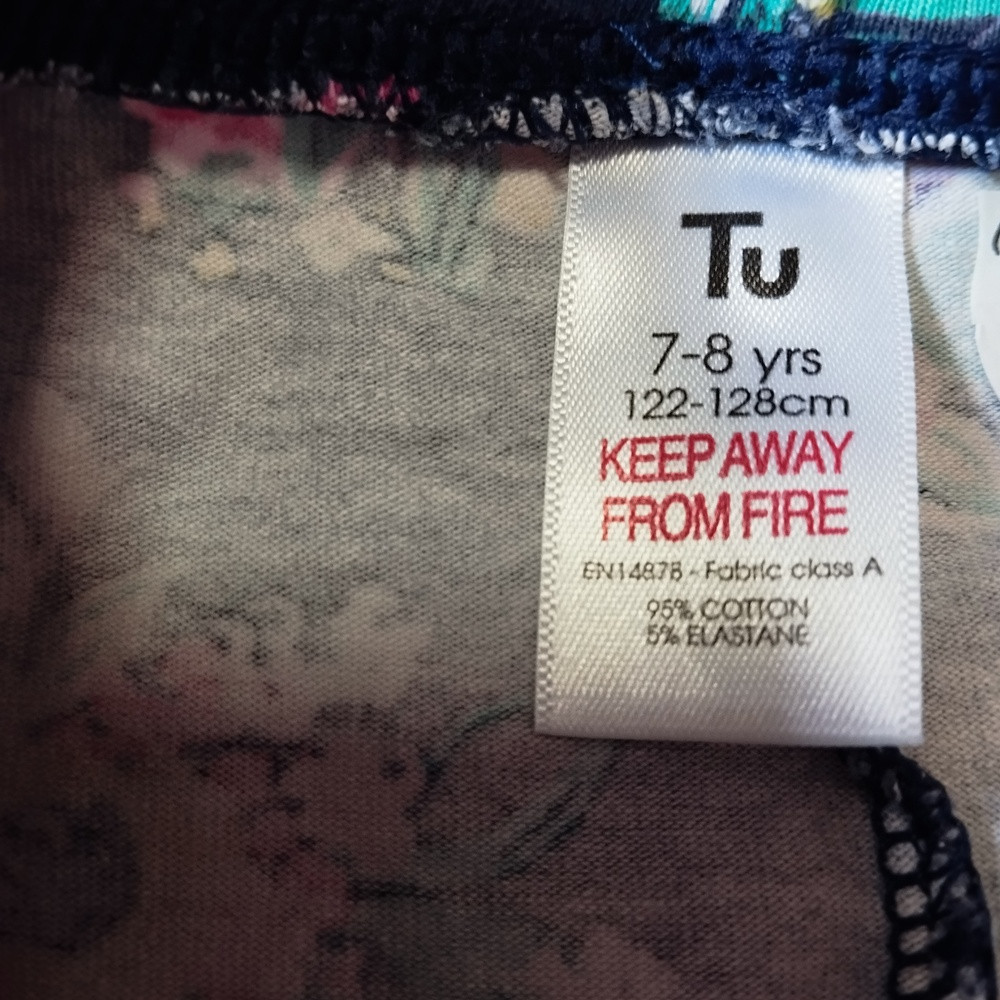 Tu
7-8 yrs
122-128cm
KEEP AWAY
FROM FIRE
EN14878 - Fabric class A
95% COTTON
5% ELASTANE